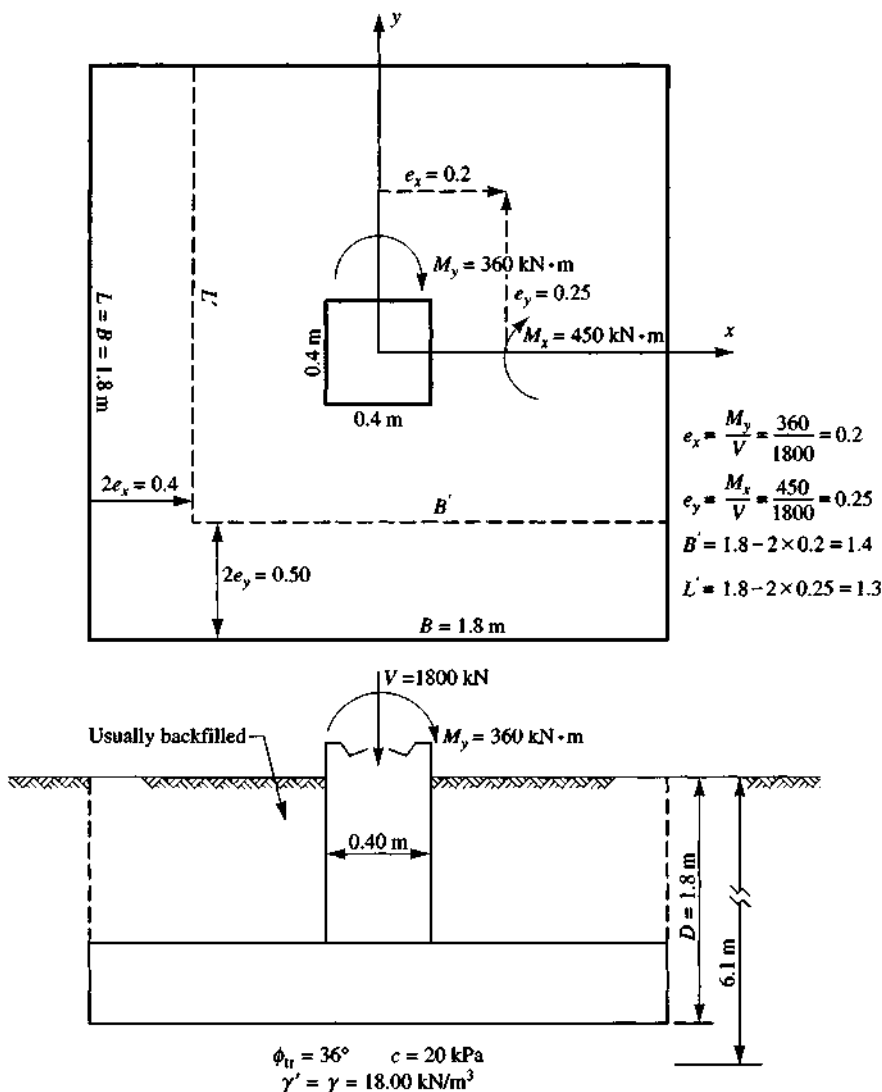 y
e_x = 0.2
M_y = 360 kN·m
e_y = 0.25
M_x = 450 kN·m
x
L'
L = B = 1.8 m
0.4 m
0.4 m
2e_x = 0.4
B'
2e_y = 0.50
B = 1.8 m
e_x = M_y/V = 360/1800 = 0.2
e_y = M_x/V = 450/1800 = 0.25
B' = 1.8 − 2 × 0.2 = 1.4
L' = 1.8 − 2 × 0.25 = 1.3
V = 1800 kN
Usually backfilled
M_y = 360 kN·m
0.40 m
D = 1.8 m
6.1 m
ϕ_tr = 36° c = 20 kPa
γ' = γ = 18.00 kN/m³